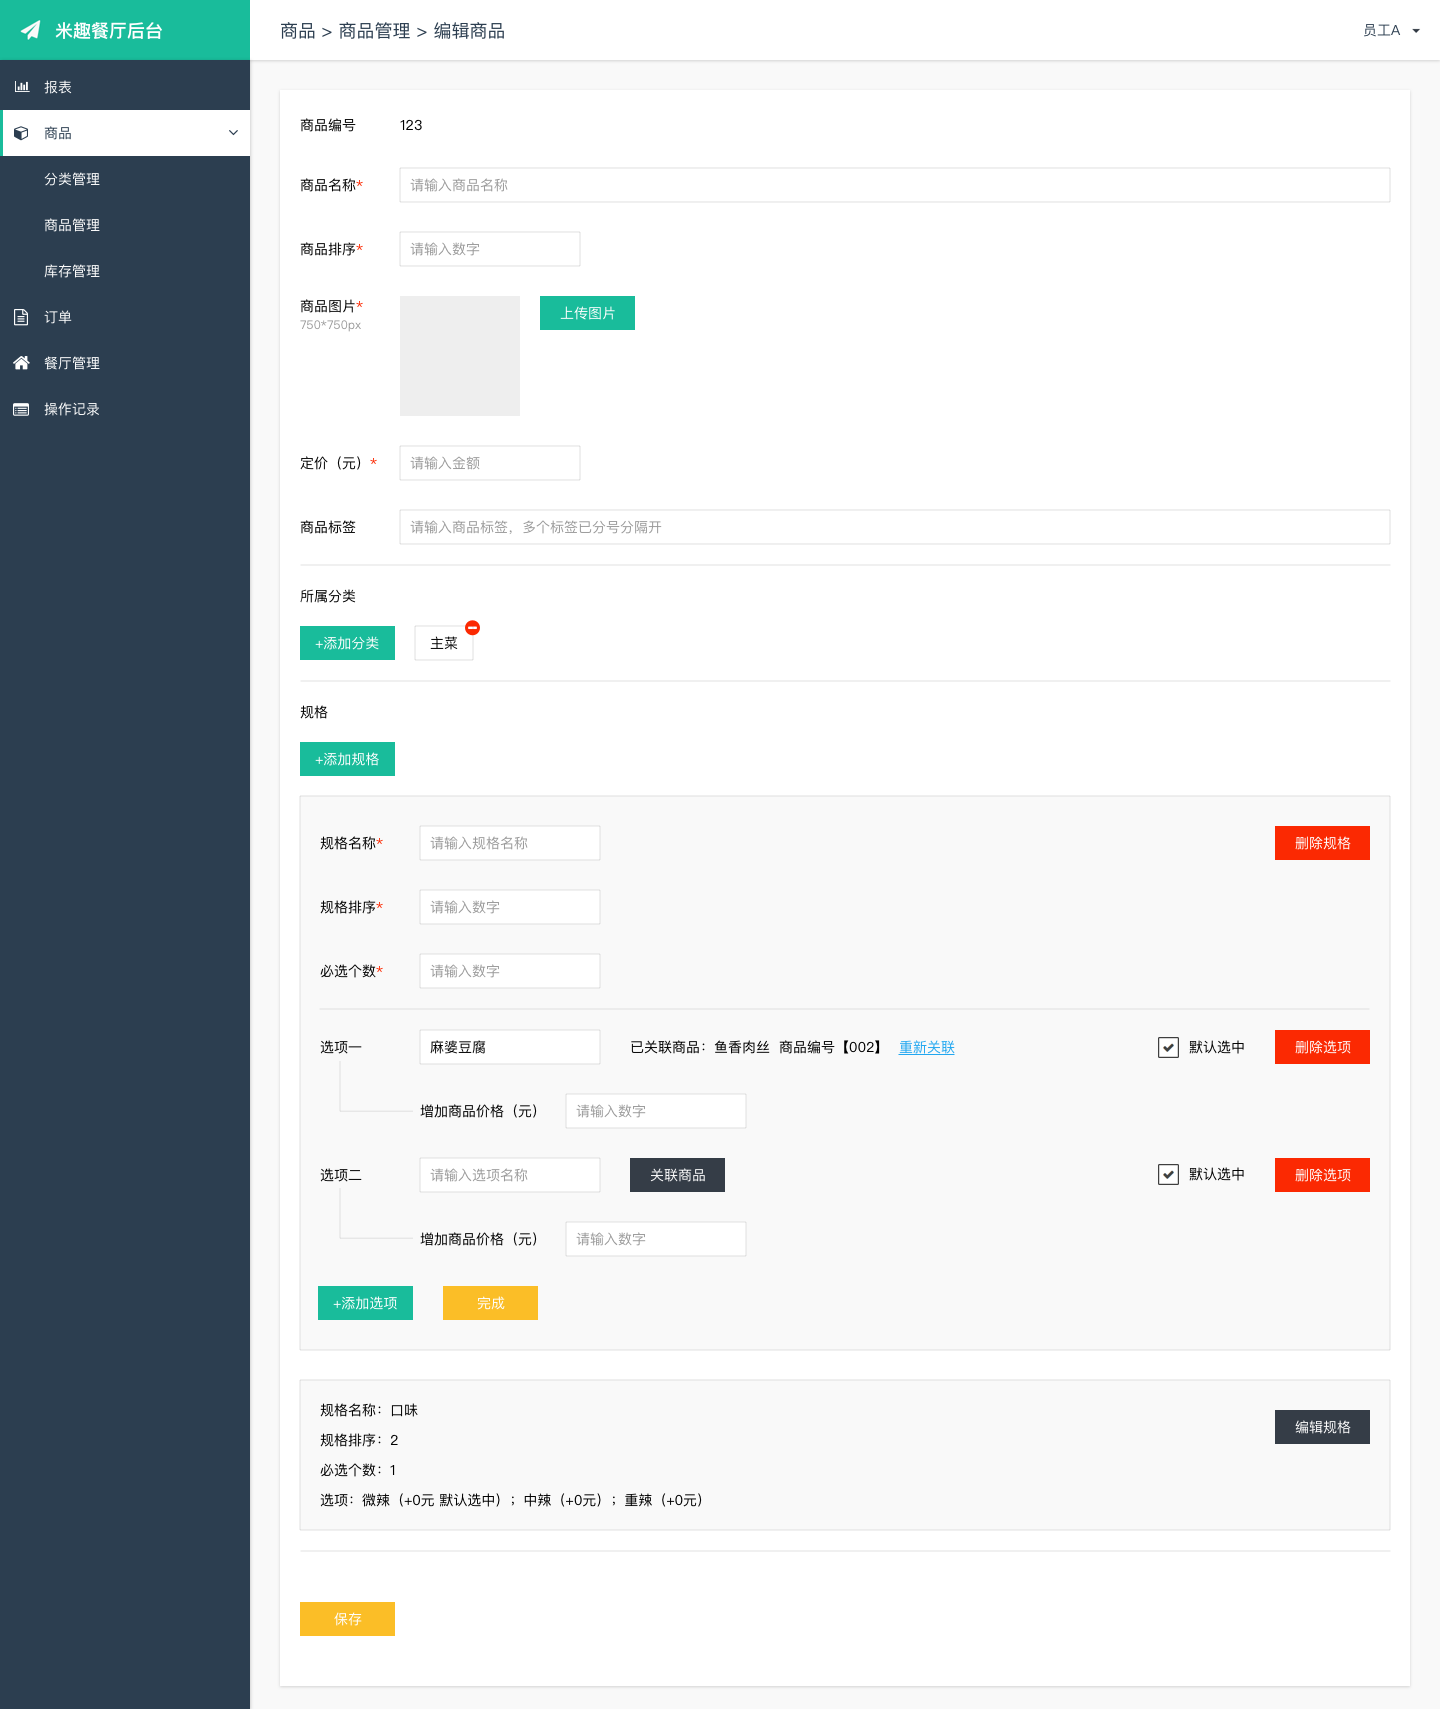 米趣餐厅后台
商品 > 商品管理 > 编辑商品
员工A
报表
商品
分类管理
商品管理
库存管理
订单
餐厅管理
操作记录
商品编号 123
商品名称* 请输入商品名称
商品排序* 请输入数字
商品图片* 上传图片
750*750px
定价（元）* 请输入金额
商品标签 请输入商品标签，多个标签已分号分隔开
所属分类
+添加分类 主菜
规格
+添加规格
规格名称* 请输入规格名称 删除规格
规格排序* 请输入数字
必选个数* 请输入数字
选项一 麻婆豆腐 已关联商品：鱼香肉丝 商品编号【002】 重新关联 默认选中 删除选项
增加商品价格（元） 请输入数字
选项二 请输入选项名称 关联商品 默认选中 删除选项
增加商品价格（元） 请输入数字
+添加选项 完成
规格名称：口味 编辑规格
规格排序：2
必选个数：1
选项：微辣（+0元 默认选中）；中辣（+0元）；重辣（+0元）
保存